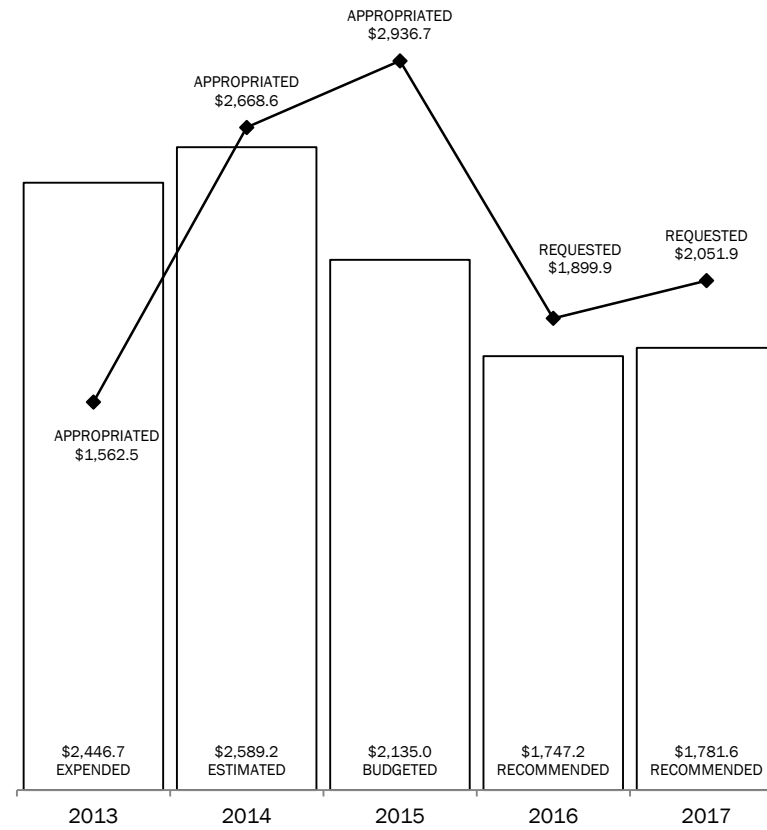 APPROPRIATED
$2,936.7
APPROPRIATED
$2,668.6
REQUESTED
$1,899.9
REQUESTED
$2,051.9
APPROPRIATED
$1,562.5
$2,446.7
EXPENDED
$2,589.2
ESTIMATED
$2,135.0
BUDGETED
$1,747.2
RECOMMENDED
$1,781.6
RECOMMENDED
2013
2014
2015
2016
2017